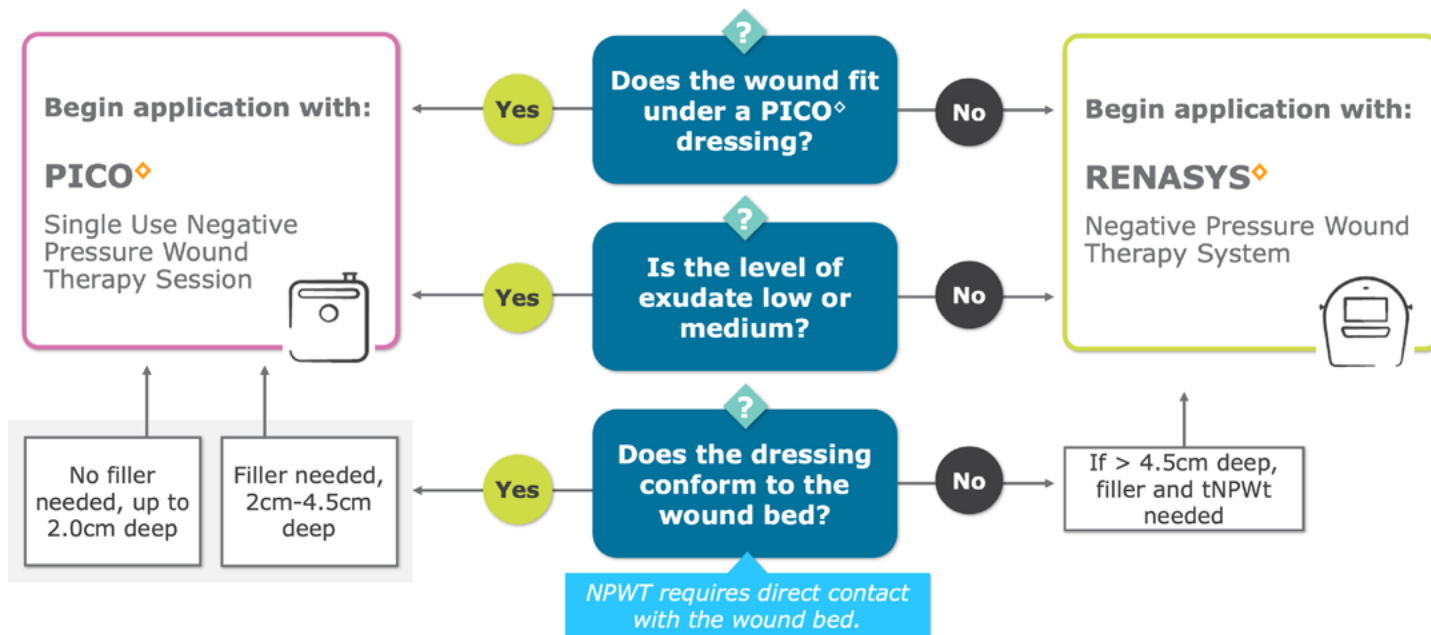 Begin application with:
PICO◇
Single Use Negative
Pressure Wound
Therapy Session
?
Does the wound fit
under a PICO◇
dressing?
Yes
No
Begin application with:
RENASYS◇
Negative Pressure Wound
Therapy System
?
Is the level of
exudate low or
medium?
Yes
No
No filler
needed, up to
2.0cm deep
Filler needed,
2cm-4.5cm
deep
?
Does the dressing
conform to the
wound bed?
Yes
No
If > 4.5cm deep,
filler and tNPWt
needed
NPWT requires direct contact
with the wound bed.